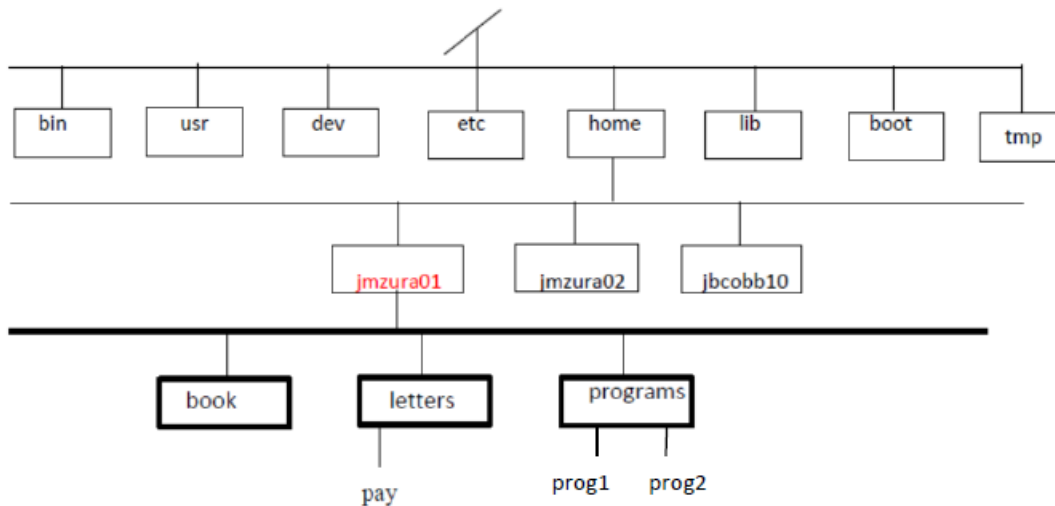 /
bin usr dev etc home lib boot tmp
jmzura01 jmzura02 jbcobb10
book letters programs
pay prog1 prog2